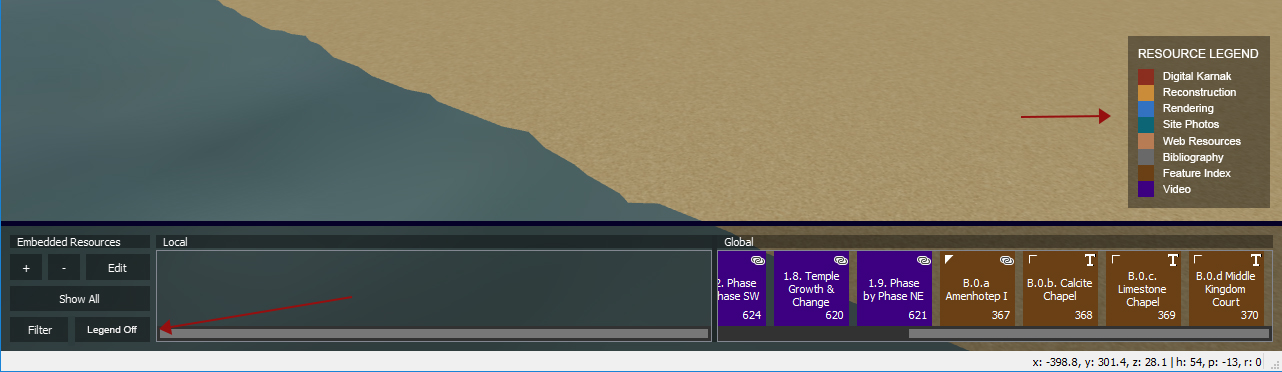 RESOURCE LEGEND
Digital Karnak
Reconstruction
Rendering
Site Photos
Web Resources
Bibliography
Feature Index
Video
Embedded Resources
+ - Edit
Show All
Filter Legend Off
Local
Global
2. Phase
hase SW
624
1.8. Temple
Growth &
Change
620
1.9. Phase
by Phase NE
621
B.0.a
Amenhotep I
367
T
B.0.b. Calcite
Chapel
368
T
B.0.c.
Limestone
Chapel
369
T
B.0.d Middle
Kingdom
Court
370
x: -398.8, y: 301.4, z: 28.1 | h: 54, p: -13, r: 0